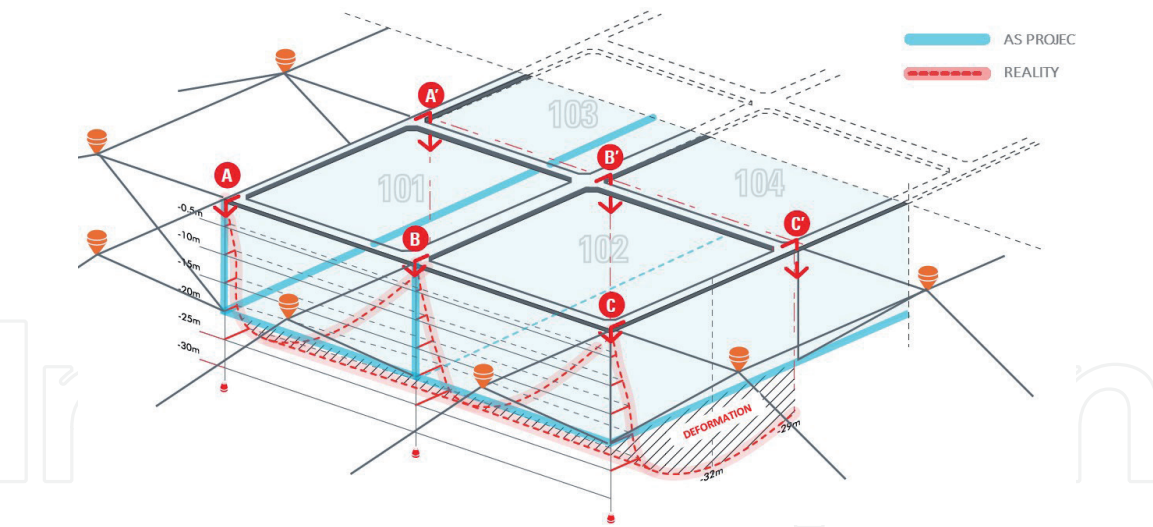 AS PROJEC
REALITY
A'
103
B'
A
101
104
-0.5m
C'
B
-10m
102
-15m
-20m
C
-25m
-30m
DEFORMATION
-29m
-32m